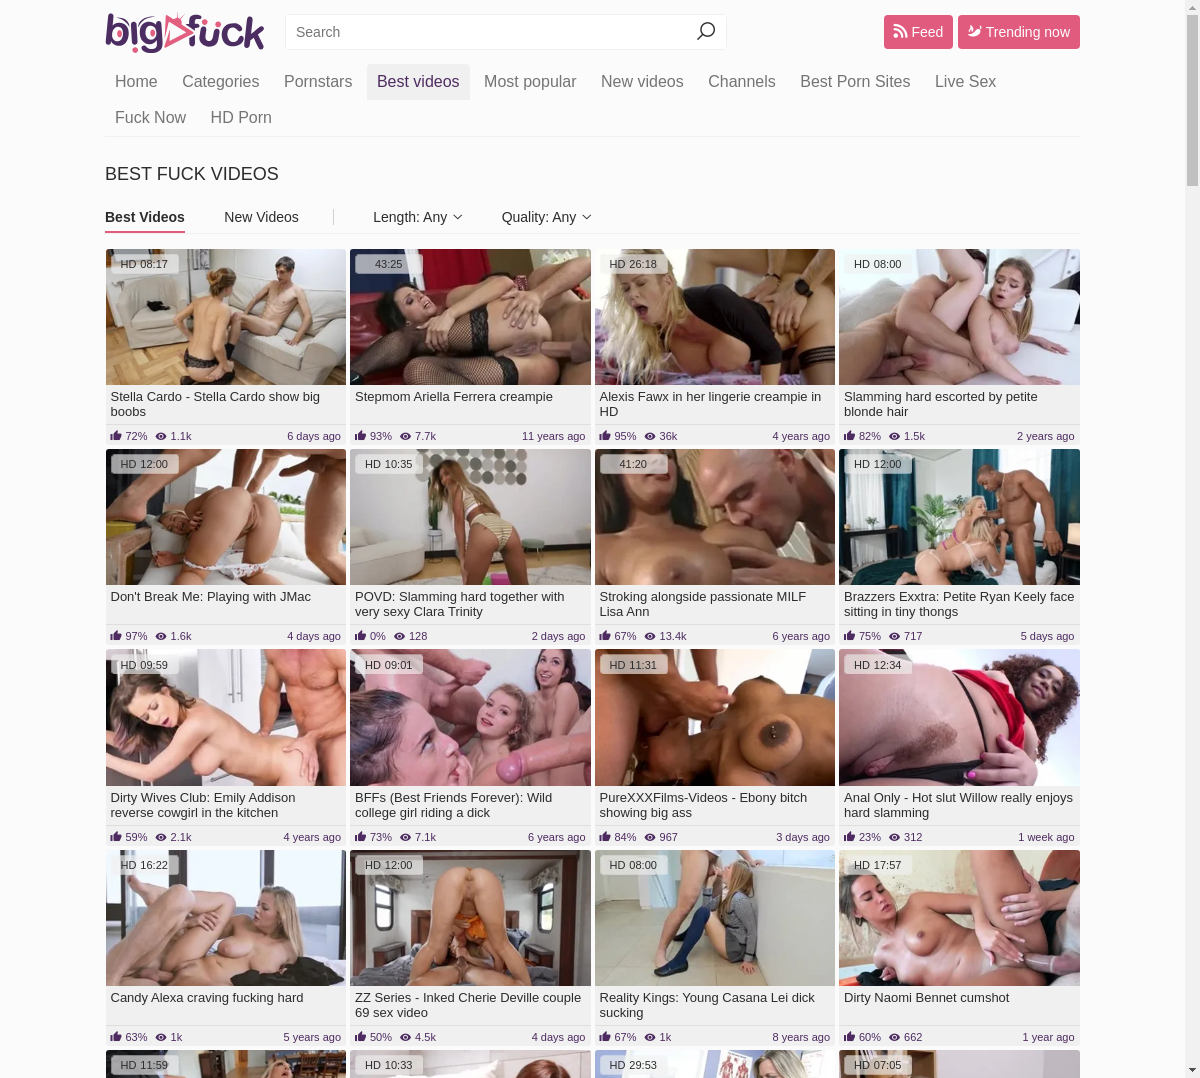 big fuck
Search
Feed
Trending now
Home Categories Pornstars Best videos Most popular New videos Channels Best Porn Sites Live Sex
Fuck Now HD Porn
BEST FUCK VIDEOS
Best Videos New Videos Length: Any Quality: Any
HD 08:17
Stella Cardo - Stella Cardo show big
boobs
72% 1.1k 6 days ago
43:25
Stepmom Ariella Ferrera creampie
93% 7.7k 11 years ago
HD 26:18
Alexis Fawx in her lingerie creampie in
HD
95% 36k 4 years ago
HD 08:00
Slamming hard escorted by petite
blonde hair
82% 1.5k 2 years ago
HD 12:00
Don't Break Me: Playing with JMac
97% 1.6k 4 days ago
HD 10:35
POVD: Slamming hard together with
very sexy Clara Trinity
0% 128 2 days ago
41:20
Stroking alongside passionate MILF
Lisa Ann
67% 13.4k 6 years ago
HD 12:00
Brazzers Exxtra: Petite Ryan Keely face
sitting in tiny thongs
75% 717 5 days ago
HD 09:59
Dirty Wives Club: Emily Addison
reverse cowgirl in the kitchen
59% 2.1k 4 years ago
HD 09:01
BFFs (Best Friends Forever): Wild
college girl riding a dick
73% 7.1k 6 years ago
HD 11:31
PureXXXFilms-Videos - Ebony bitch
showing big ass
84% 967 3 days ago
HD 12:34
Anal Only - Hot slut Willow really enjoys
hard slamming
23% 312 1 week ago
HD 16:22
Candy Alexa craving fucking hard
63% 1k 5 years ago
HD 12:00
ZZ Series - Inked Cherie Deville couple
69 sex video
50% 4.5k 4 days ago
HD 08:00
Reality Kings: Young Casana Lei dick
sucking
67% 1k 8 years ago
HD 17:57
Dirty Naomi Bennet cumshot
60% 662 1 year ago
HD 11:59
HD 10:33
HD 29:53
HD 07:05